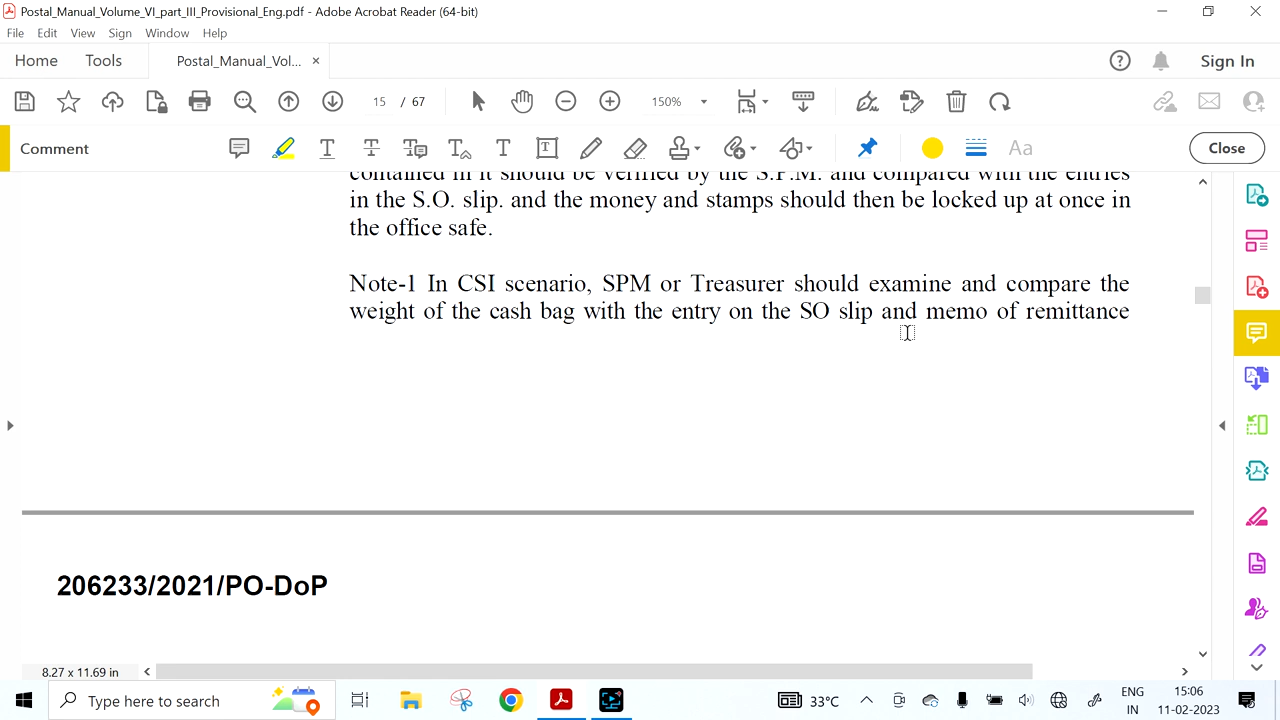 Postal_Manual_Volume_VI_part_III_Provisional_Eng.pdf - Adobe Acrobat Reader (64-bit)
File Edit View Sign Window Help
Home Tools Postal_Manual_Vol... × Sign In
15 / 67 150%
Comment Close
contained in it should be verified by the S.P.M. and compared with the entries
in the S.O. slip. and the money and stamps should then be locked up at once in
the office safe.
Note-1 In CSI scenario, SPM or Treasurer should examine and compare the
weight of the cash bag with the entry on the SO slip and memo of remittance
206233/2021/PO-DoP
8.27 x 11.69 in
Type here to search 33°C ENG 15:06
IN 11-02-2023